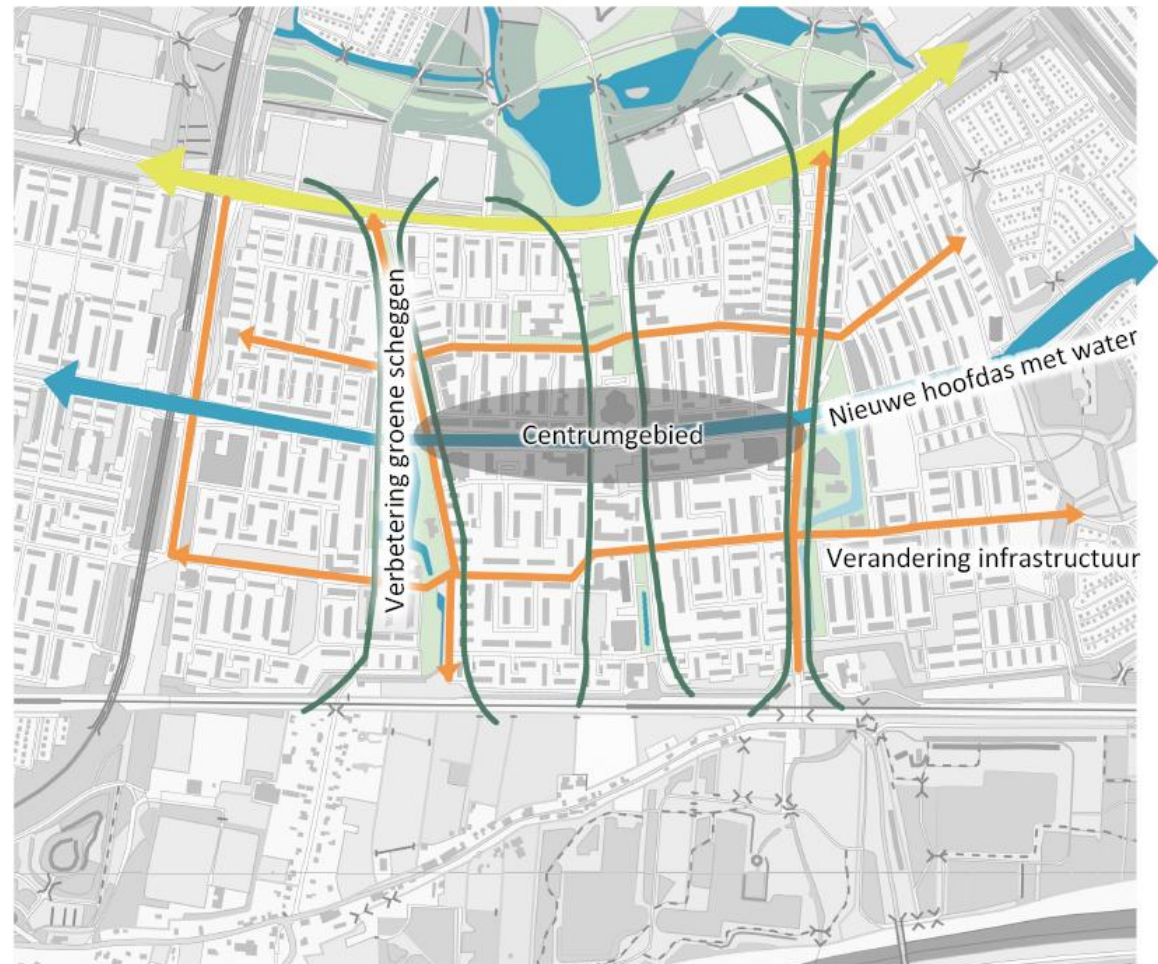 Verbetering groene scheggen
Centrumgebied
Nieuwe hoofdas met water
Verandering infrastructuur